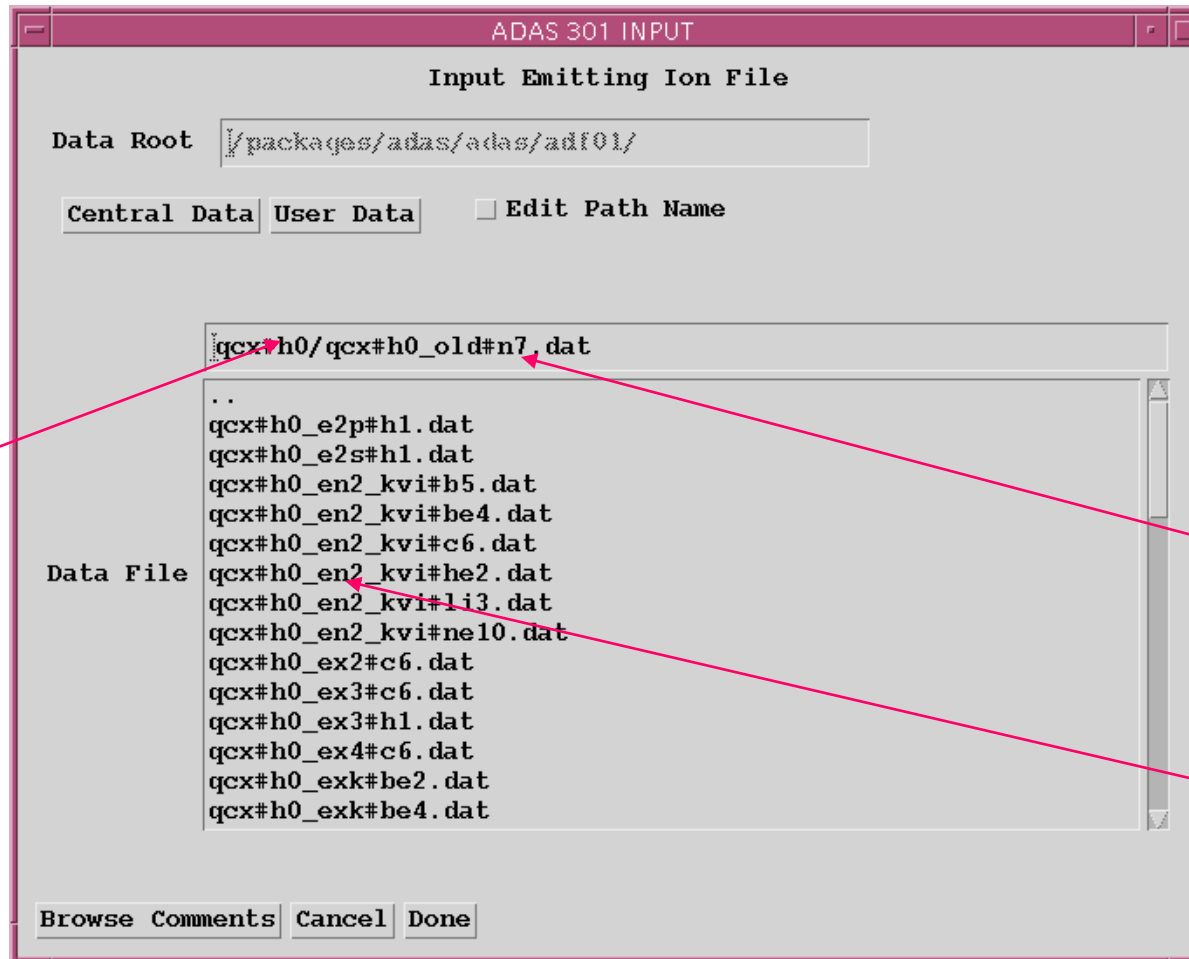 ADAS 301 INPUT
Input Emitting Ion File
Data Root /packages/adas/adas/adf01/
Central Data User Data Edit Path Name
qcx#h0/qcx#h0_old#n7.dat
..
qcx#h0_e2p#h1.dat
qcx#h0_e2s#h1.dat
qcx#h0_en2_kvi#b5.dat
qcx#h0_en2_kvi#be4.dat
qcx#h0_en2_kvi#c6.dat
Data File qcx#h0_en2_kvi#he2.dat
qcx#h0_en2_kvi#li3.dat
qcx#h0_en2_kvi#ne10.dat
qcx#h0_ex2#c6.dat
qcx#h0_ex3#c6.dat
qcx#h0_ex3#h1.dat
qcx#h0_ex4#c6.dat
qcx#h0_exk#be2.dat
qcx#h0_exk#be4.dat
Browse Comments Cancel Done